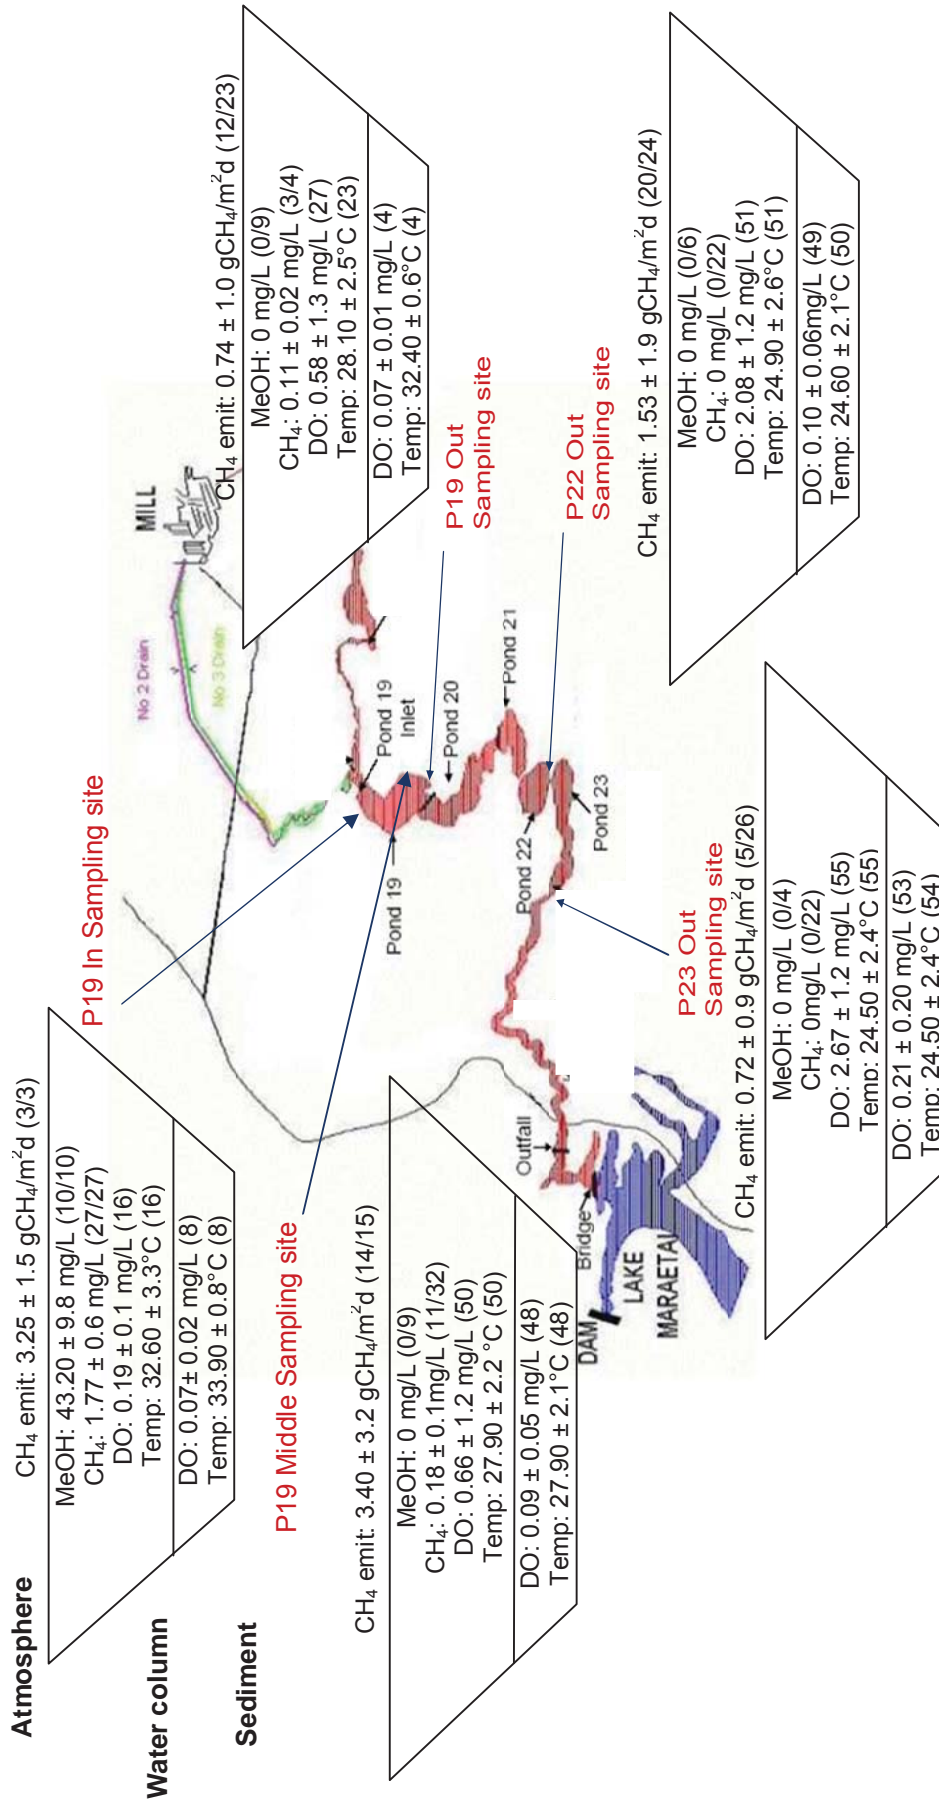 Atmosphere
Water column
Sediment
CH₄ emit: 3.25 ± 1.5 gCH₄/m²d (3/3)
MeOH: 43.20 ± 9.8 mg/L (10/10)
CH₄: 1.77 ± 0.6 mg/L (27/27)
DO: 0.19 ± 0.1 mg/L (16)
Temp: 32.60 ± 3.3°C (16)
DO: 0.07± 0.02 mg/L (8)
Temp: 33.90 ± 0.8°C (8)
P19 In Sampling site
P19 Middle Sampling site
CH₄ emit: 3.40 ± 3.2 gCH₄/m²d (14/15)
MeOH: 0 mg/L (0/9)
CH₄: 0.18 ± 0.1mg/L (11/32)
DO: 0.66 ± 1.2 mg/L (50)
Temp: 27.90 ± 2.2 °C (50)
DO: 0.09 ± 0.05 mg/L (48)
Temp: 27.90 ± 2.1°C (48)
No 2 Drain
No 3 Drain
MILL
Pond 19
Inlet
Pond 19
Pond 20
Pond 21
Pond 22
Pond 23
Outfall
Bridge
DAM
LAKE
MARAETAI
CH₄ emit: 0.74 ± 1.0 gCH₄/m²d (12/23)
MeOH: 0 mg/L (0/9)
CH₄: 0.11 ± 0.02 mg/L (3/4)
DO: 0.58 ± 1.3 mg/L (27)
Temp: 28.10 ± 2.5°C (23)
DO: 0.07 ± 0.01 mg/L (4)
Temp: 32.40 ± 0.6°C (4)
P19 Out
Sampling site
P22 Out
Sampling site
CH₄ emit: 1.53 ± 1.9 gCH₄/m²d (20/24)
MeOH: 0 mg/L (0/6)
CH₄: 0 mg/L (0/22)
DO: 2.08 ± 1.2 mg/L (51)
Temp: 24.90 ± 2.6°C (51)
DO: 0.10 ± 0.06mg/L (49)
Temp: 24.60 ± 2.1°C (50)
P23 Out
Sampling site
CH₄ emit: 0.72 ± 0.9 gCH₄/m²d (5/26)
MeOH: 0 mg/L (0/4)
CH₄: 0mg/L (0/22)
DO: 2.67 ± 1.2 mg/L (55)
Temp: 24.50 ± 2.4°C (55)
DO: 0.21 ± 0.20 mg/L (53)
Temp: 24.50 ± 2.4°C (54)